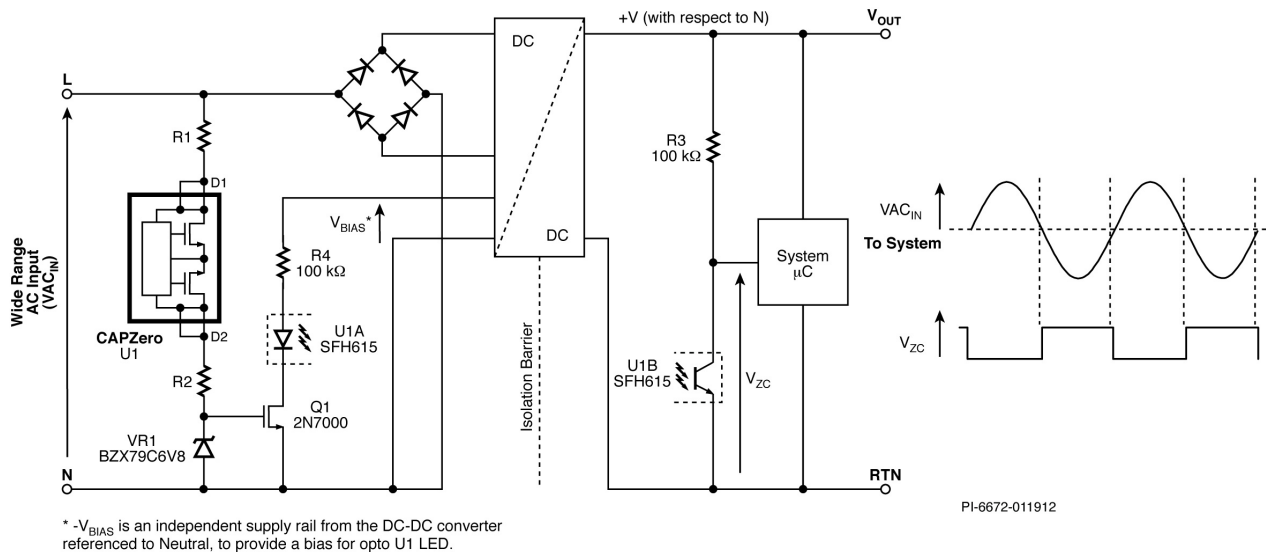 +V (with respect to N)
V_OUT
DC
L
R1
R3
100 kΩ
D1
VAC_IN
V_BIAS*
To System
DC
R4
100 kΩ
System
µC
Wide Range
AC Input
(VAC_IN)
CAPZero
U1
D2
U1A
SFH615
V_ZC
Isolation Barrier
U1B
SFH615
V_ZC
R2
Q1
2N7000
VR1
BZX79C6V8
N
RTN
PI-6672-011912
* -V_BIAS is an independent supply rail from the DC-DC converter
referenced to Neutral, to provide a bias for opto U1 LED.